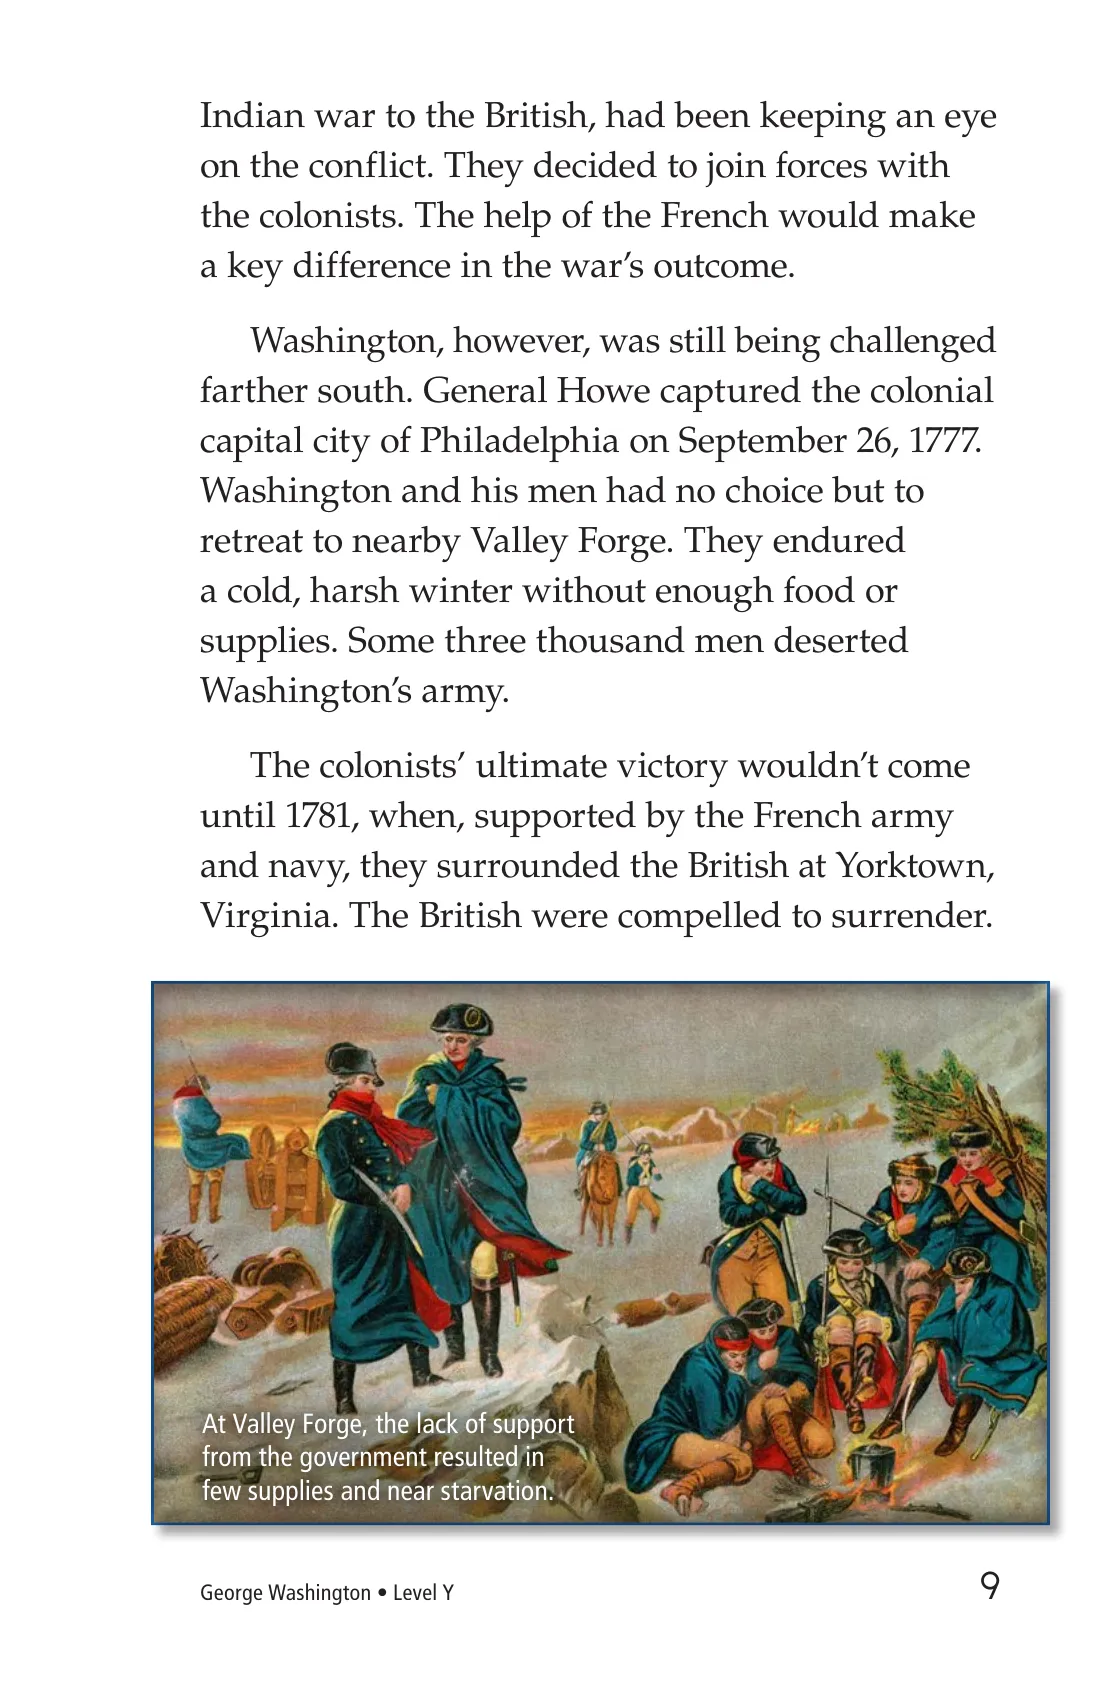 Indian war to the British, had been keeping an eye
on the conflict. They decided to join forces with
the colonists. The help of the French would make
a key difference in the war’s outcome.
Washington, however, was still being challenged
farther south. General Howe captured the colonial
capital city of Philadelphia on September 26, 1777.
Washington and his men had no choice but to
retreat to nearby Valley Forge. They endured
a cold, harsh winter without enough food or
supplies. Some three thousand men deserted
Washington’s army.
The colonists’ ultimate victory wouldn’t come
until 1781, when, supported by the French army
and navy, they surrounded the British at Yorktown,
Virginia. The British were compelled to surrender.
At Valley Forge, the lack of support
from the government resulted in
few supplies and near starvation.
George Washington • Level Y
9